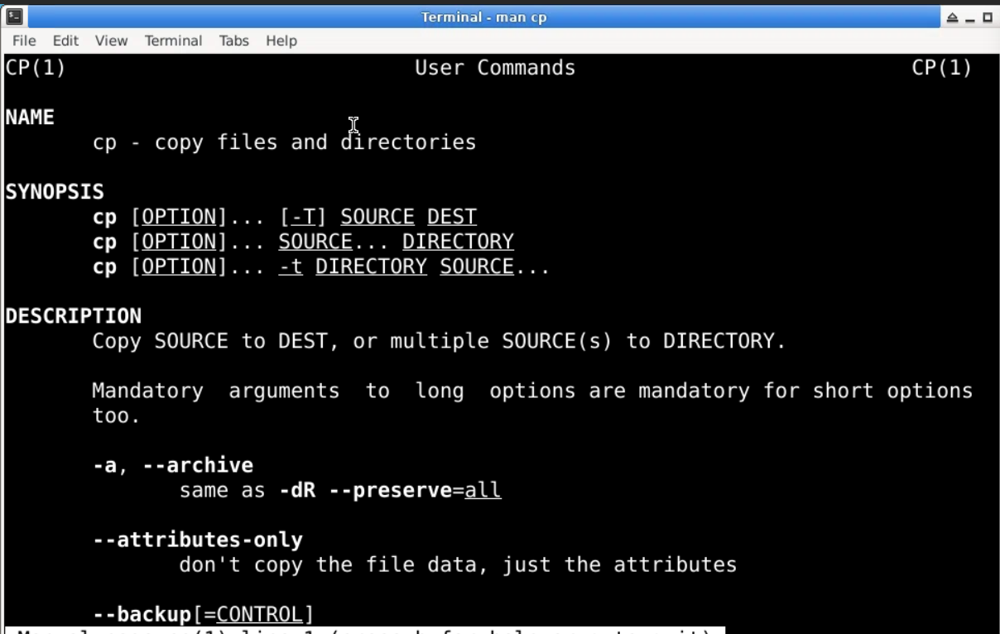 Terminal - man cp
File Edit View Terminal Tabs Help
CP(1) User Commands CP(1)
NAME
cp - copy files and directories
SYNOPSIS
cp [OPTION]... [-T] SOURCE DEST
cp [OPTION]... SOURCE... DIRECTORY
cp [OPTION]... -t DIRECTORY SOURCE...
DESCRIPTION
Copy SOURCE to DEST, or multiple SOURCE(s) to DIRECTORY.
Mandatory arguments to long options are mandatory for short options
too.
-a, --archive
same as -dR --preserve=all
--attributes-only
don't copy the file data, just the attributes
--backup[=CONTROL]